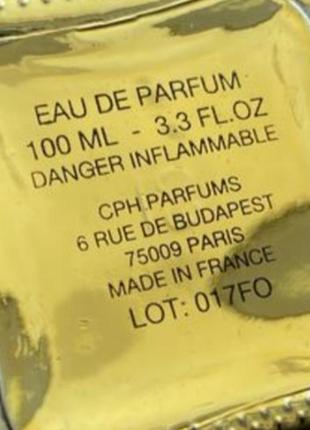 EAU DE PARFUM
100 ML - 3.3 FL.OZ
DANGER INFLAMMABLE
CPH PARFUMS
6 RUE DE BUDAPEST
75009 PARIS
MADE IN FRANCE
LOT: 017FO